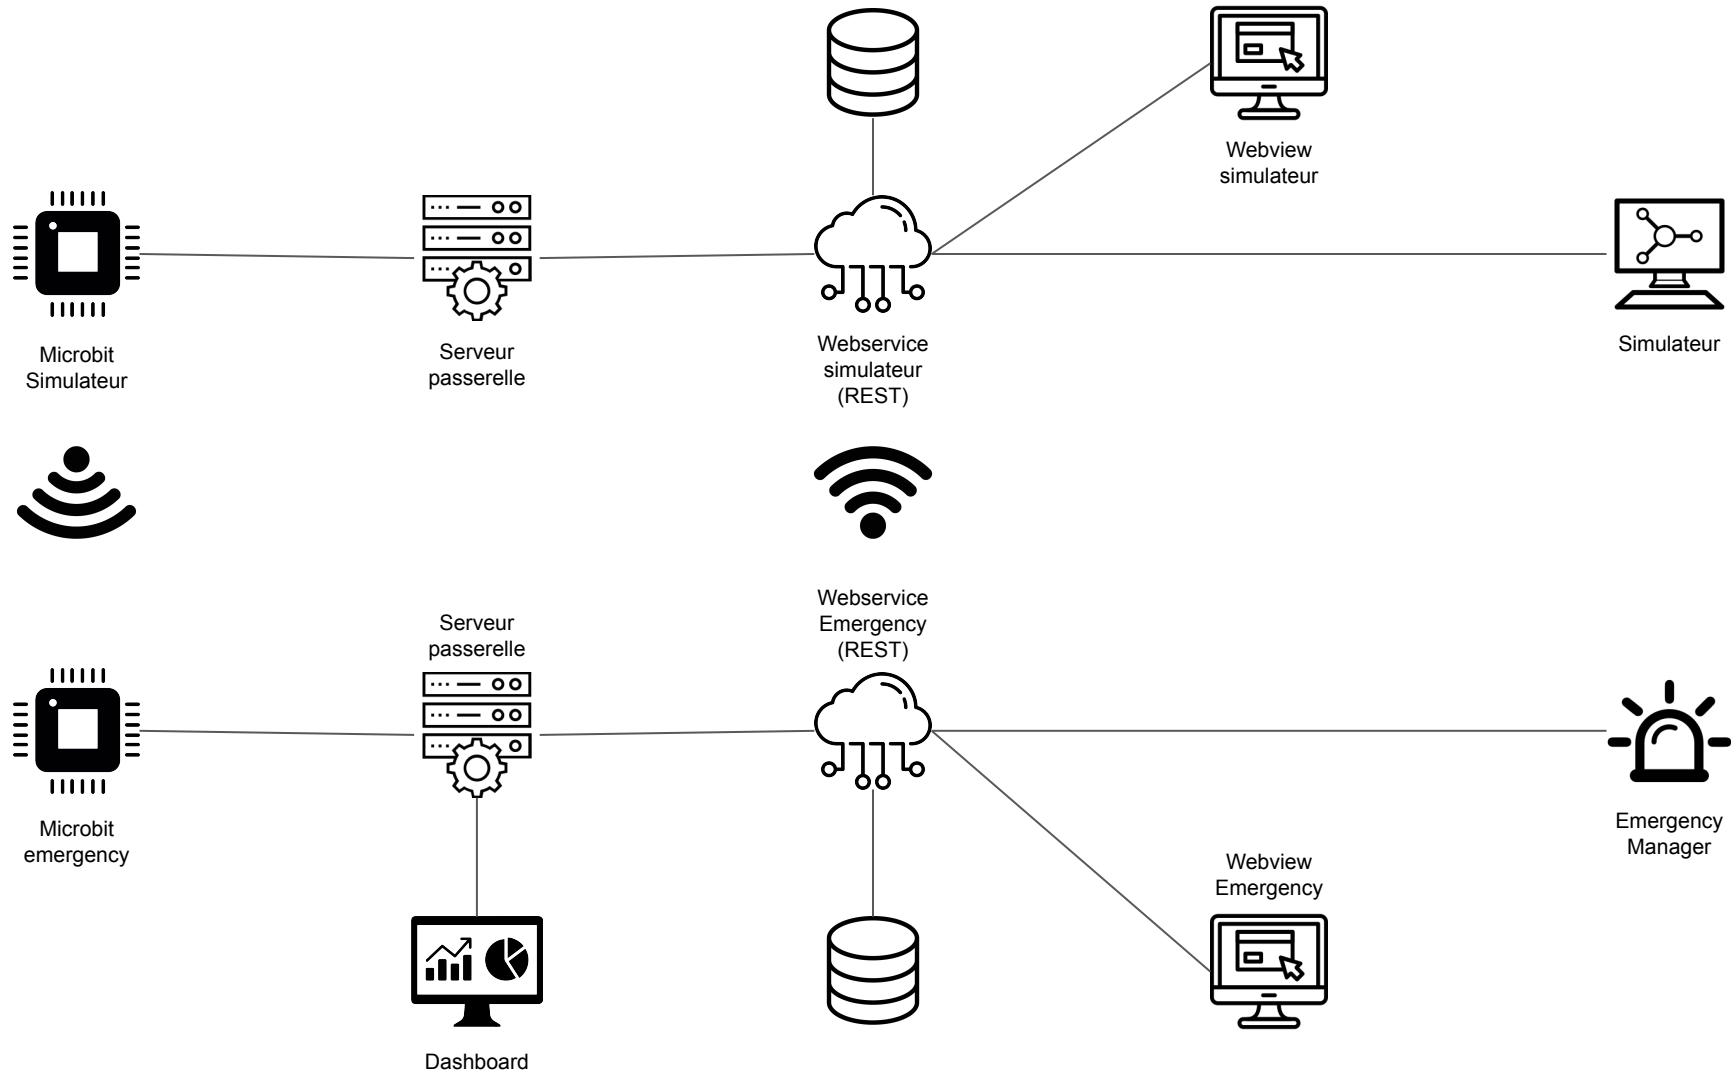 Webview
simulateur
Microbit
Simulateur
Serveur
passerelle
Webservice
simulateur
(REST)
Simulateur
Serveur
passerelle
Webservice
Emergency
(REST)
Microbit
emergency
Emergency
Manager
Webview
Emergency
Dashboard